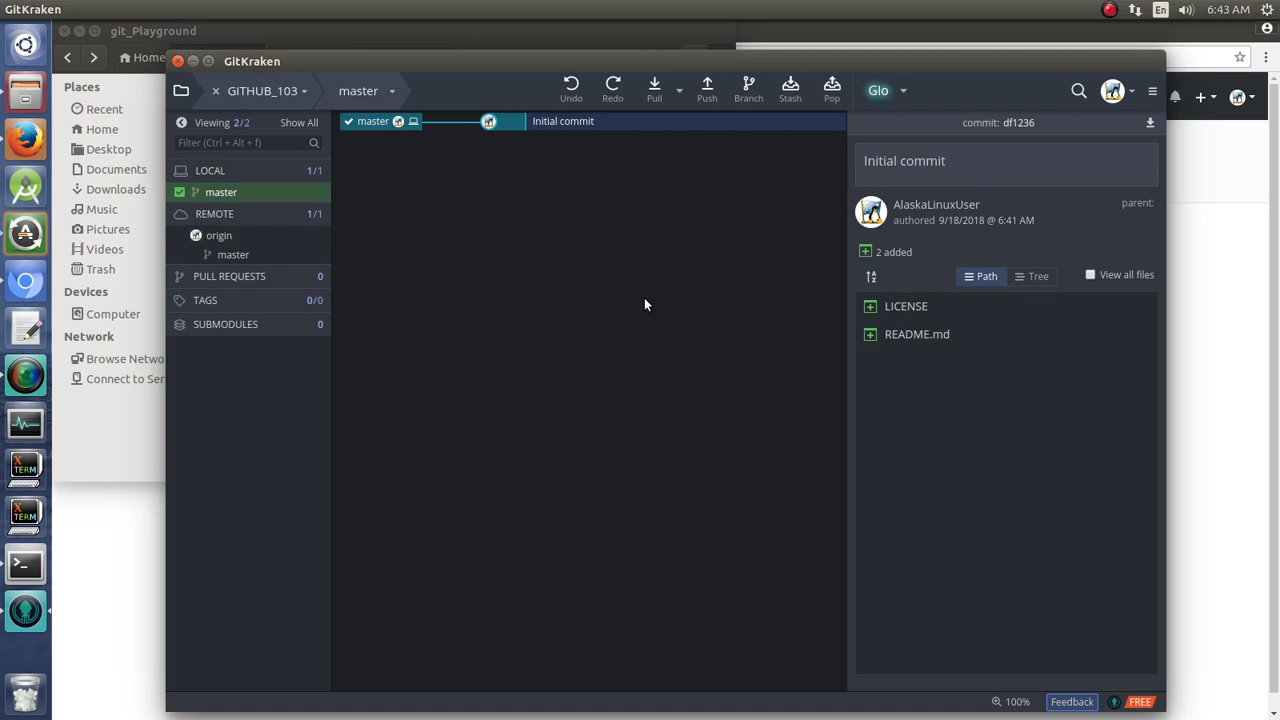 GitKraken
En
6:43 AM
git_Playground
Home
Places
Recent
Home
Desktop
Documents
Downloads
Music
Pictures
Videos
Trash
Devices
Computer
Network
Browse Netwo
Connect to Ser
GitKraken
GITHUB_103
master
Undo
Redo
Pull
Push
Branch
Stash
Pop
Glo
Viewing 2/2
Show All
Filter (Ctrl + Alt + f)
LOCAL 1/1
master
REMOTE 1/1
origin
master
PULL REQUESTS 0
TAGS 0/0
SUBMODULES 0
master
Initial commit
commit: df1236
Initial commit
AlaskaLinuxUser
parent:
authored 9/18/2018 @ 6:41 AM
2 added
Path
Tree
View all files
LICENSE
README.md
X TERM
X TERM
100%
Feedback
FREE